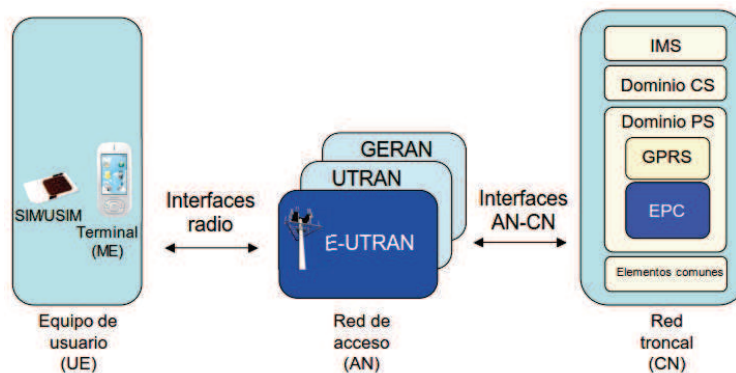 SIM/USIM
Terminal
(ME)
Equipo de
usuario
(UE)
Interfaces
radio
GERAN
UTRAN
E-UTRAN
Red de
acceso
(AN)
Interfaces
AN-CN
IMS
Dominio CS
Dominio PS
GPRS
EPC
Elementos comunes
Red
troncal
(CN)